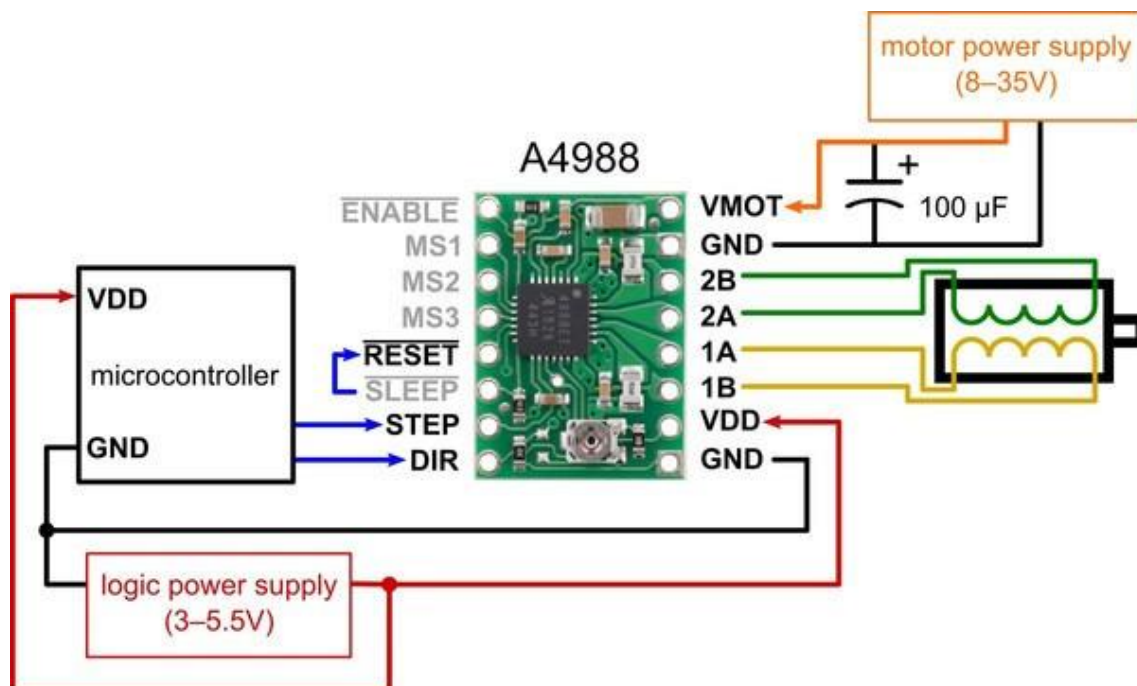 motor power supply
(8–35V)
A4988
ENABLE
MS1
MS2
MS3
RESET
SLEEP
STEP
DIR
VMOT
GND
2B
2A
1A
1B
VDD
GND
+
100 µF
VDD
microcontroller
GND
logic power supply
(3–5.5V)